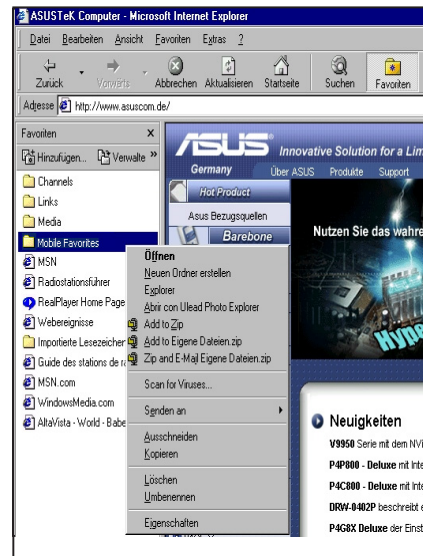 ASUSTeK Computer - Microsoft Internet Explorer
Datei Bearbeiten Ansicht Favoriten Extras ?
Zurück Vorwärts Abbrechen Aktualisieren Startseite Suchen Favoriten
Adresse http://www.asuscom.de/
Favoriten x
Hinzufügen... Verwalte »
Channels
Links
Media
Mobile Favorites
MSN
Radiostationsführer
RealPlayer Home Page
Webereignisse
Importierte Lesezeichen
Guide des stations de ra
MSN.com
WindowsMedia.com
AltaVista - World - Babe
Öffnen
Neuen Ordner erstellen
Explorer
Abrir con Ulead Photo Explorer
Add to Zip
Add to Eigene Dateien.zip
Zip and E-Mail Eigene Dateien.zip
Scan for Viruses...
Senden an
Ausschneiden
Kopieren
Löschen
Umbenennen
Eigenschaften
ASUS Innovative Solution for a Lim
Germany Über ASUS Produkte Support
Hot Product
Asus Bezugsquellen
Barebone
Nutzen Sie das wahre
Hype
Neuigkeiten
V9950 Serie mit dem NVi
P4P800 - Deluxe mit Inte
P4C800 - Deluxe mit Inte
DRW-0402P beschreibt e
P4G8X Deluxe der Einst